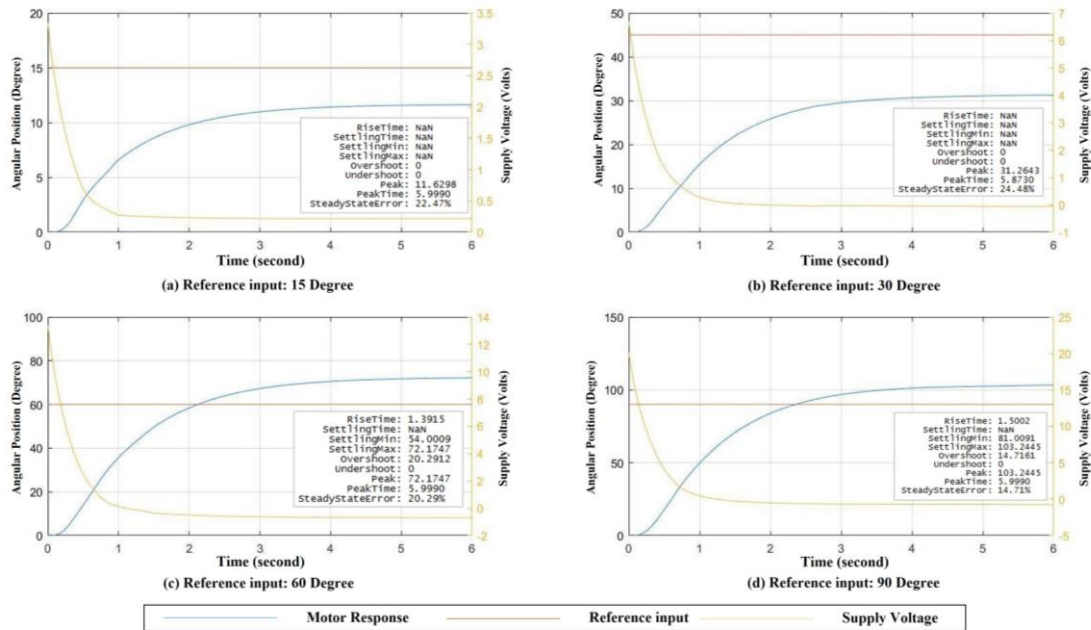 20
15
10
5
0
Angular Position (Degree)
3.5
3
2.5
2
1.5
1
0.5
0
Supply Voltage (Volts)
RiseTime: NaN
SettlingTime: NaN
SettlingMin: NaN
SettlingMax: NaN
Overshoot: 0
Undershoot: 0
Peak: 11.6298
PeakTime: 5.9990
SteadyStateError: 22.47%
0 1 2 3 4 5 6
Time (second)
(a) Reference input: 15 Degree
50
40
30
20
10
0
Angular Position (Degree)
7
6
5
4
3
2
1
0
-1
Supply Voltage (Volts)
RiseTime: NaN
SettlingTime: NaN
SettlingMin: NaN
SettlingMax: NaN
Overshoot: 0
Undershoot: 0
Peak: 31.2643
PeakTime: 5.8730
SteadyStateError: 24.48%
0 1 2 3 4 5 6
Time (second)
(b) Reference input: 30 Degree
100
80
60
40
20
0
Angular Position (Degree)
14
12
10
8
6
4
2
0
-2
Supply Voltage (Volts)
RiseTime: 1.3915
SettlingTime: NaN
SettlingMin: 54.0009
SettlingMax: 72.1747
Overshoot: 20.2912
Undershoot: 0
Peak: 72.1747
PeakTime: 5.9990
SteadyStateError: 20.29%
0 1 2 3 4 5 6
Time (second)
(c) Reference input: 60 Degree
150
100
50
0
Angular Position (Degree)
25
20
15
10
5
0
-5
Supply Voltage (Volts)
RiseTime: 1.5002
SettlingTime: NaN
SettlingMin: 81.0091
SettlingMax: 103.2445
Overshoot: 14.7161
Undershoot: 0
Peak: 103.2445
PeakTime: 5.9990
SteadyStateError: 14.71%
0 1 2 3 4 5 6
Time (second)
(d) Reference input: 90 Degree
Motor Response Reference input Supply Voltage